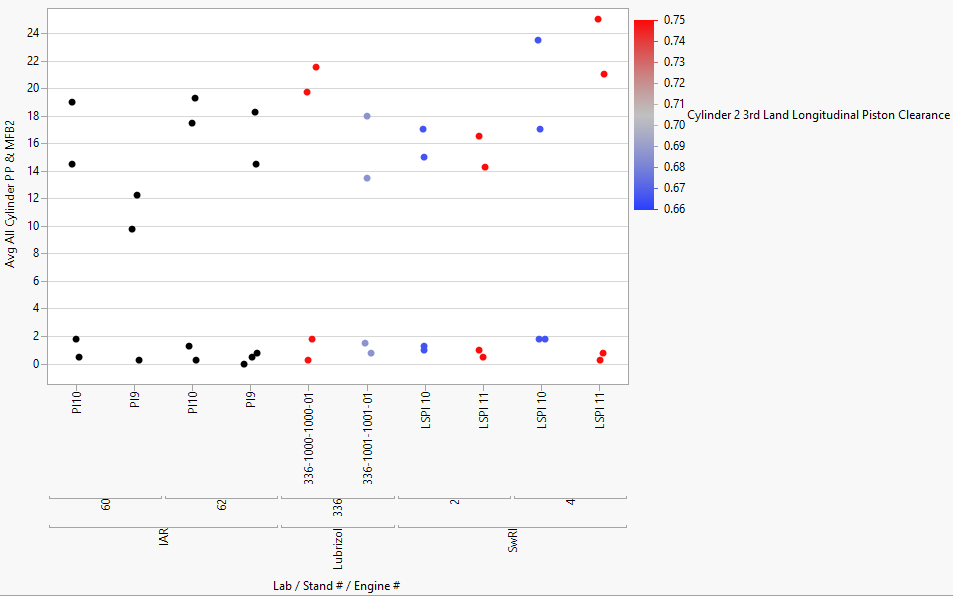 24
22
20
18
16
14
12
10
8
6
4
2
0
Avg All Cylinder PP & MFB2
0.75
0.74
0.73
0.72
0.71
0.70
0.69
0.68
0.67
0.66
Cylinder 2 3rd Land Longitudinal Piston Clearance
PI10
PI9
PI10
PI9
336-1000-1000-01
336-1001-1001-01
LSPI 10
LSPI 11
LSPI 10
LSPI 11
60
62
336
2
4
IAR
Lubrizol
SwRI
Lab / Stand # / Engine #